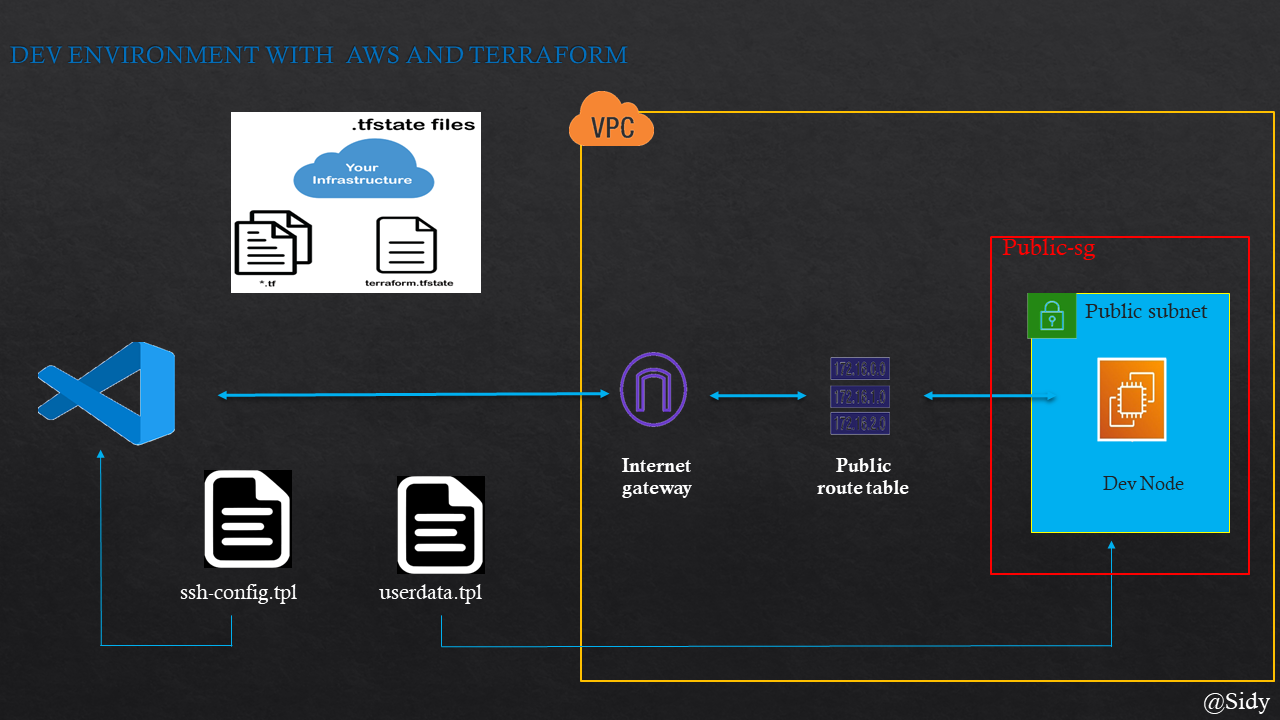 DEV ENVIRONMENT WITH AWS AND TERRAFORM
.tfstate files
Your
Infrastructure
*.tf
terraform.tfstate
VPC
Public-sg
Public subnet
Dev Node
172.16.0.0
172.16.1.0
172.16.2.0
Internet
gateway
Public
route table
ssh-config.tpl
userdata.tpl
@Sidy